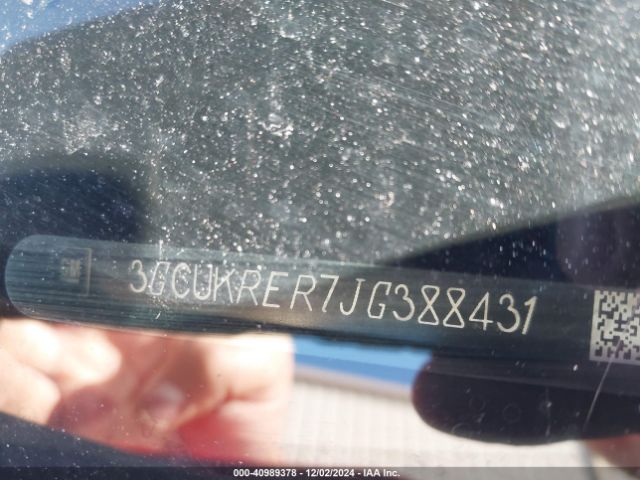 3GCUKRER7JG388431
000-40989378 • 12/02/2024 • IAA Inc.